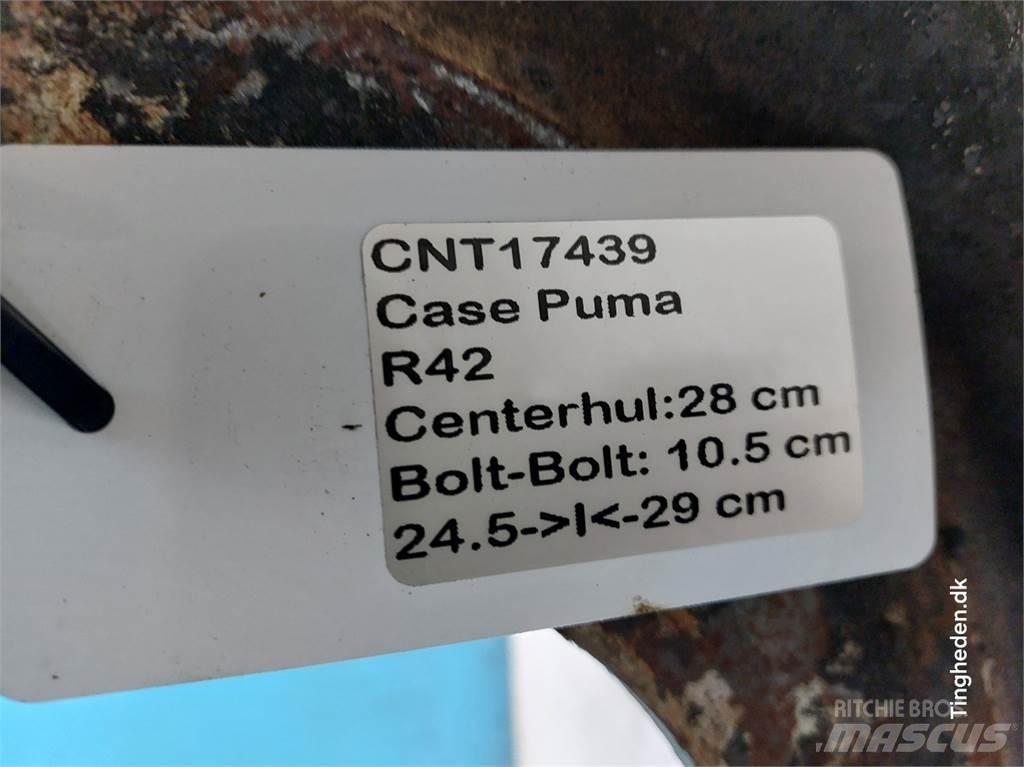 CNT17439
Case Puma
R42
Centerhul:28 cm
Bolt-Bolt: 10.5 cm
24.5->I<-29 cm
Tingheden.dk
RITCHIE BROS
MASCUS